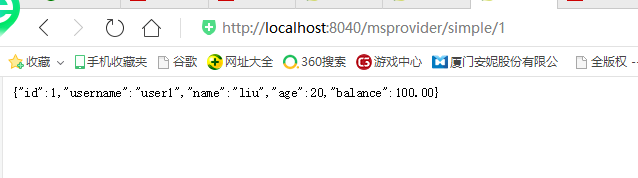 http://localhost:8040/msprovider/simple/1
收藏 手机收藏夹 谷歌 网址大全 360搜索 游戏中心 厦门安妮股份有限公 全版权
{"id":1,"username":"user1","name":"liu","age":20,"balance":100.00}